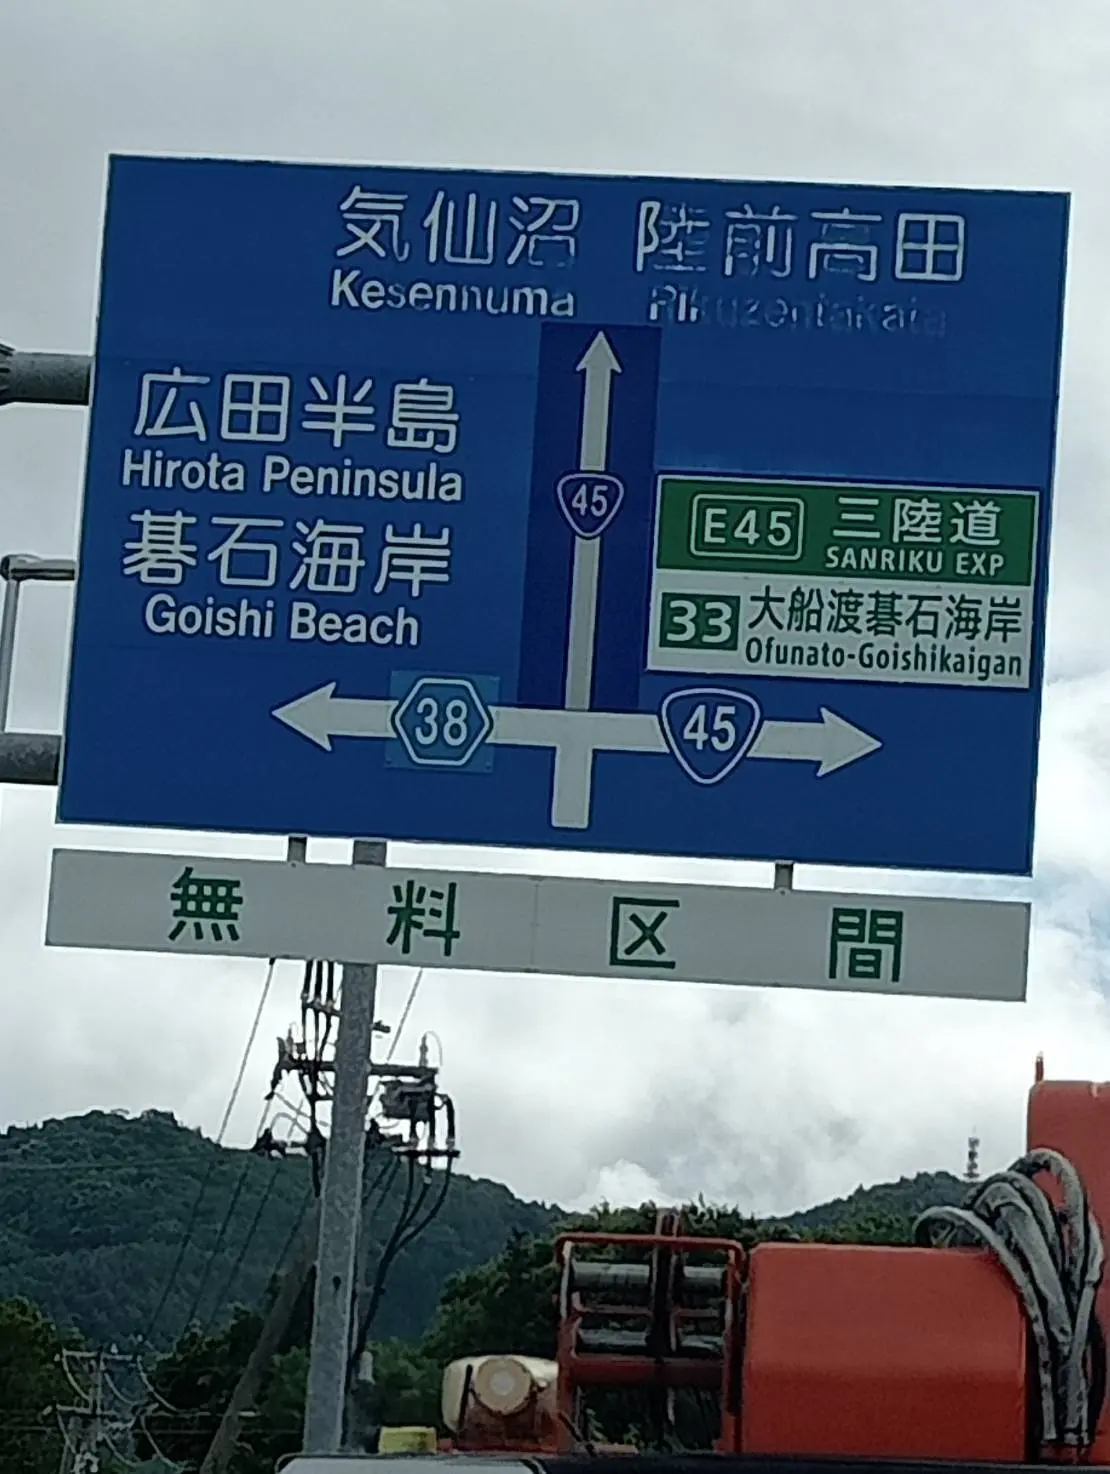 気仙沼 陸前高田
Kesennuma Rikuzentakata
広田半島
Hirota Peninsula
碁石海岸
Goishi Beach
45
E45 三陸道
SANRIKU EXP
33 大船渡碁石海岸
Ofunato-Goishikaigan
38
45
無料区間